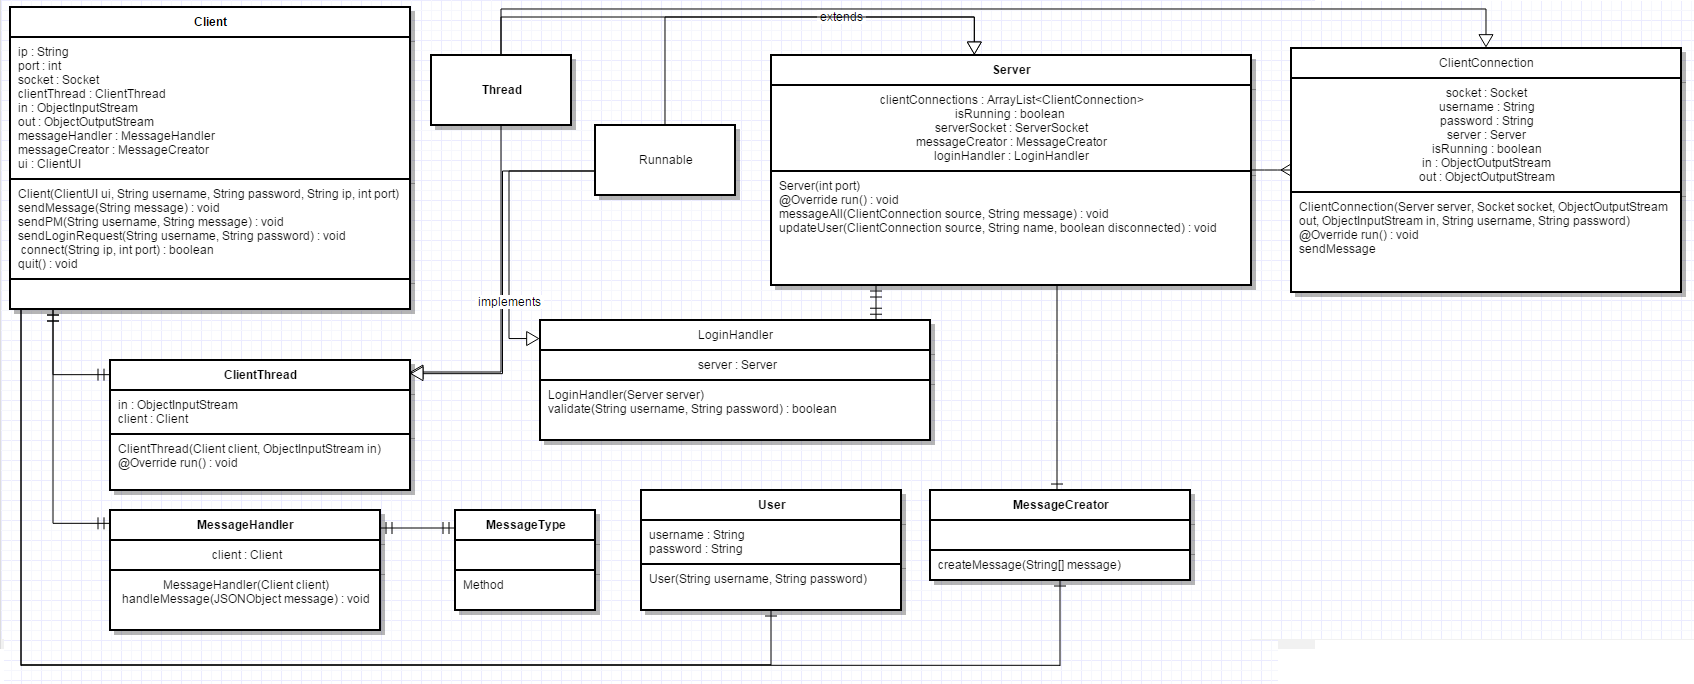 Client
ip : String
port : int
socket : Socket
clientThread : ClientThread
in : ObjectInputStream
out : ObjectOutputStream
messageHandler : MessageHandler
messageCreator : MessageCreator
ui : ClientUI
Client(ClientUI ui, String username, String password, String ip, int port)
sendMessage(String message) : void
sendPM(String username, String message) : void
sendLoginRequest(String username, String password) : void
connect(String ip, int port) : boolean
quit() : void
Thread
Runnable
extends
implements
Server
clientConnections : ArrayList<ClientConnection>
isRunning : boolean
serverSocket : ServerSocket
messageCreator : MessageCreator
loginHandler : LoginHandler
Server(int port)
@Override run() : void
messageAll(ClientConnection source, String message) : void
updateUser(ClientConnection source, String name, boolean disconnected) : void
ClientConnection
socket : Socket
username : String
password : String
server : Server
isRunning : boolean
in : ObjectOutputStream
out : ObjectOutputStream
ClientConnection(Server server, Socket socket, ObjectOutputStream
out, ObjectInputStream in, String username, String password)
@Override run() : void
sendMessage
LoginHandler
server : Server
LoginHandler(Server server)
validate(String username, String password) : boolean
ClientThread
in : ObjectInputStream
client : Client
ClientThread(Client client, ObjectInputStream in)
@Override run() : void
MessageHandler
client : Client
MessageHandler(Client client)
handleMessage(JSONObject message) : void
MessageType
Method
User
username : String
password : String
User(String username, String password)
MessageCreator
createMessage(String[] message)